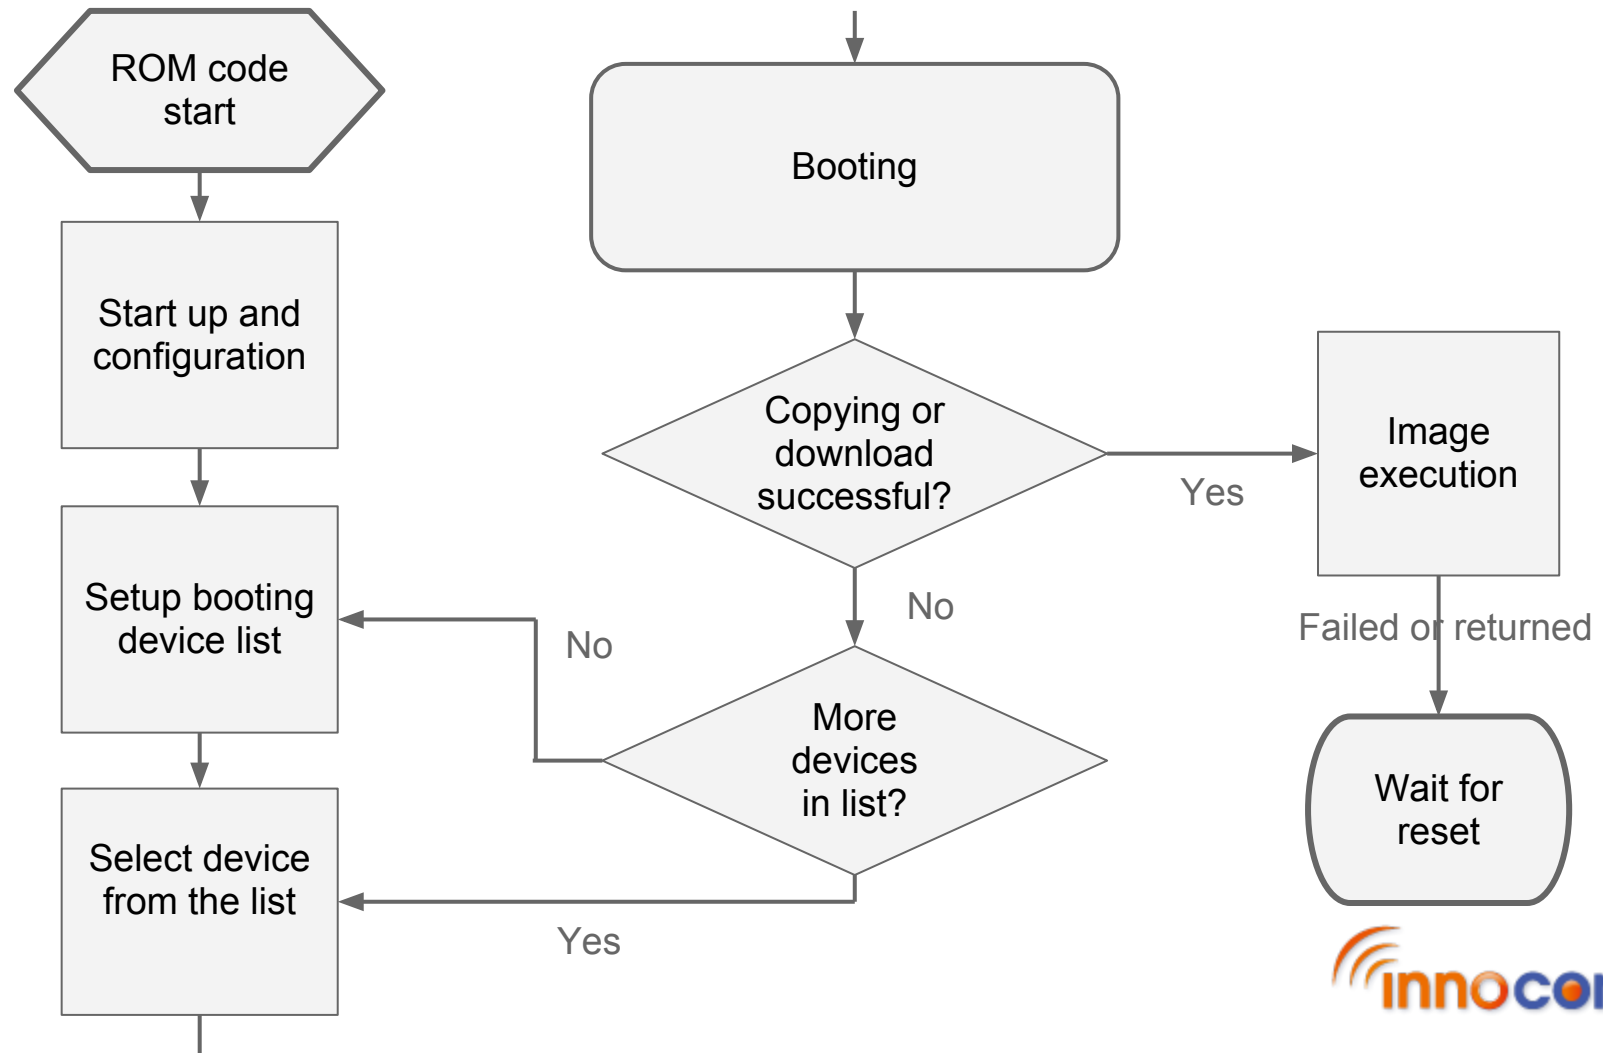 ROM code
start
Start up and
configuration
Setup booting
device list
Select device
from the list
Booting
Copying or
download
successful?
Yes
No
More
devices
in list?
No
Yes
Image
execution
Failed or returned
Wait for
reset